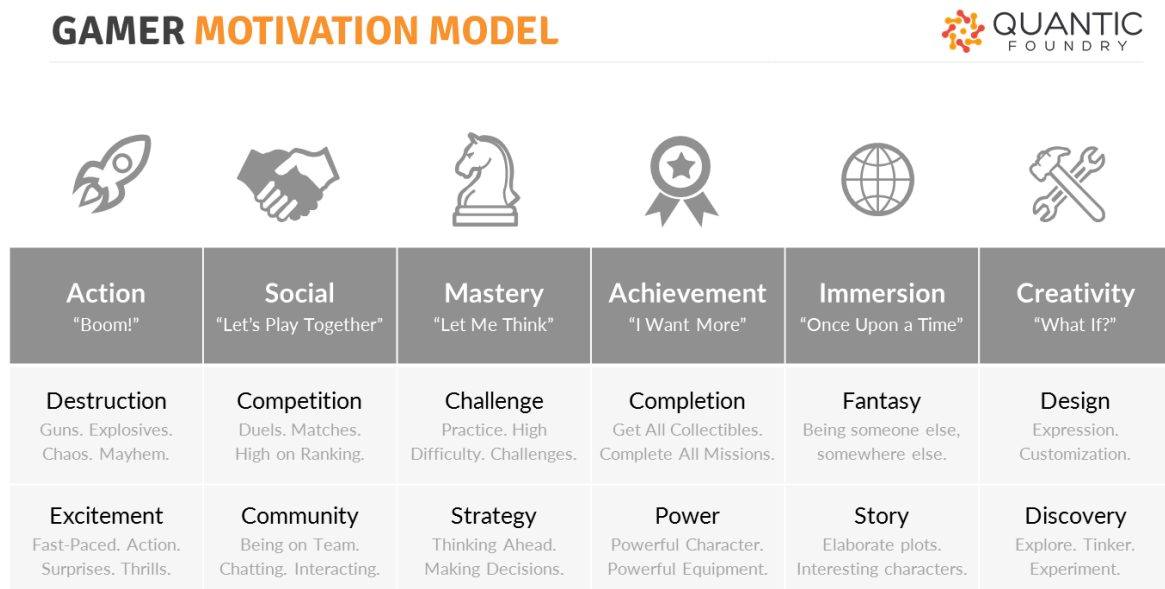 GAMER MOTIVATION MODEL
QUANTIC
FOUNDRY
Action
"Boom!"
Social
"Let's Play Together"
Mastery
"Let Me Think"
Achievement
"I Want More"
Immersion
"Once Upon a Time"
Creativity
"What If?"
Destruction
Guns. Explosives.
Chaos. Mayhem.
Competition
Duels. Matches.
High on Ranking.
Challenge
Practice. High
Difficulty. Challenges.
Completion
Get All Collectibles.
Complete All Missions.
Fantasy
Being someone else,
somewhere else.
Design
Expression.
Customization.
Excitement
Fast-Paced. Action.
Surprises. Thrills.
Community
Being on Team.
Chatting. Interacting.
Strategy
Thinking Ahead.
Making Decisions.
Power
Powerful Character.
Powerful Equipment.
Story
Elaborate plots.
Interesting characters.
Discovery
Explore. Tinker.
Experiment.